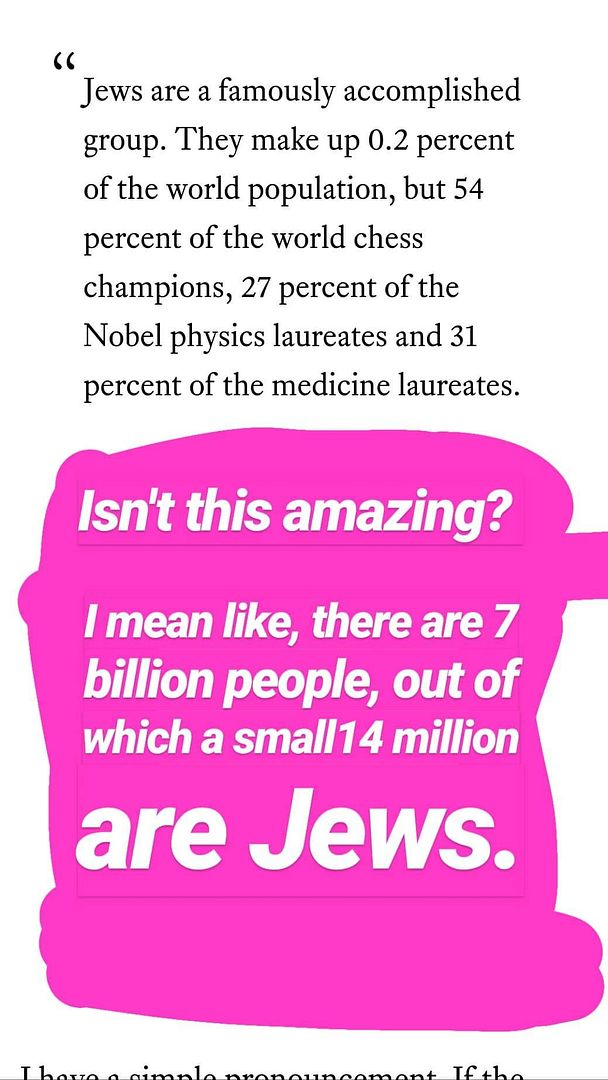 “
Jews are a famously accomplished
group. They make up 0.2 percent
of the world population, but 54
percent of the world chess
champions, 27 percent of the
Nobel physics laureates and 31
percent of the medicine laureates.
Isn't this amazing?
I mean like, there are 7
billion people, out of
which a small14 million
are Jews.
I have a simple pronouncement. If the